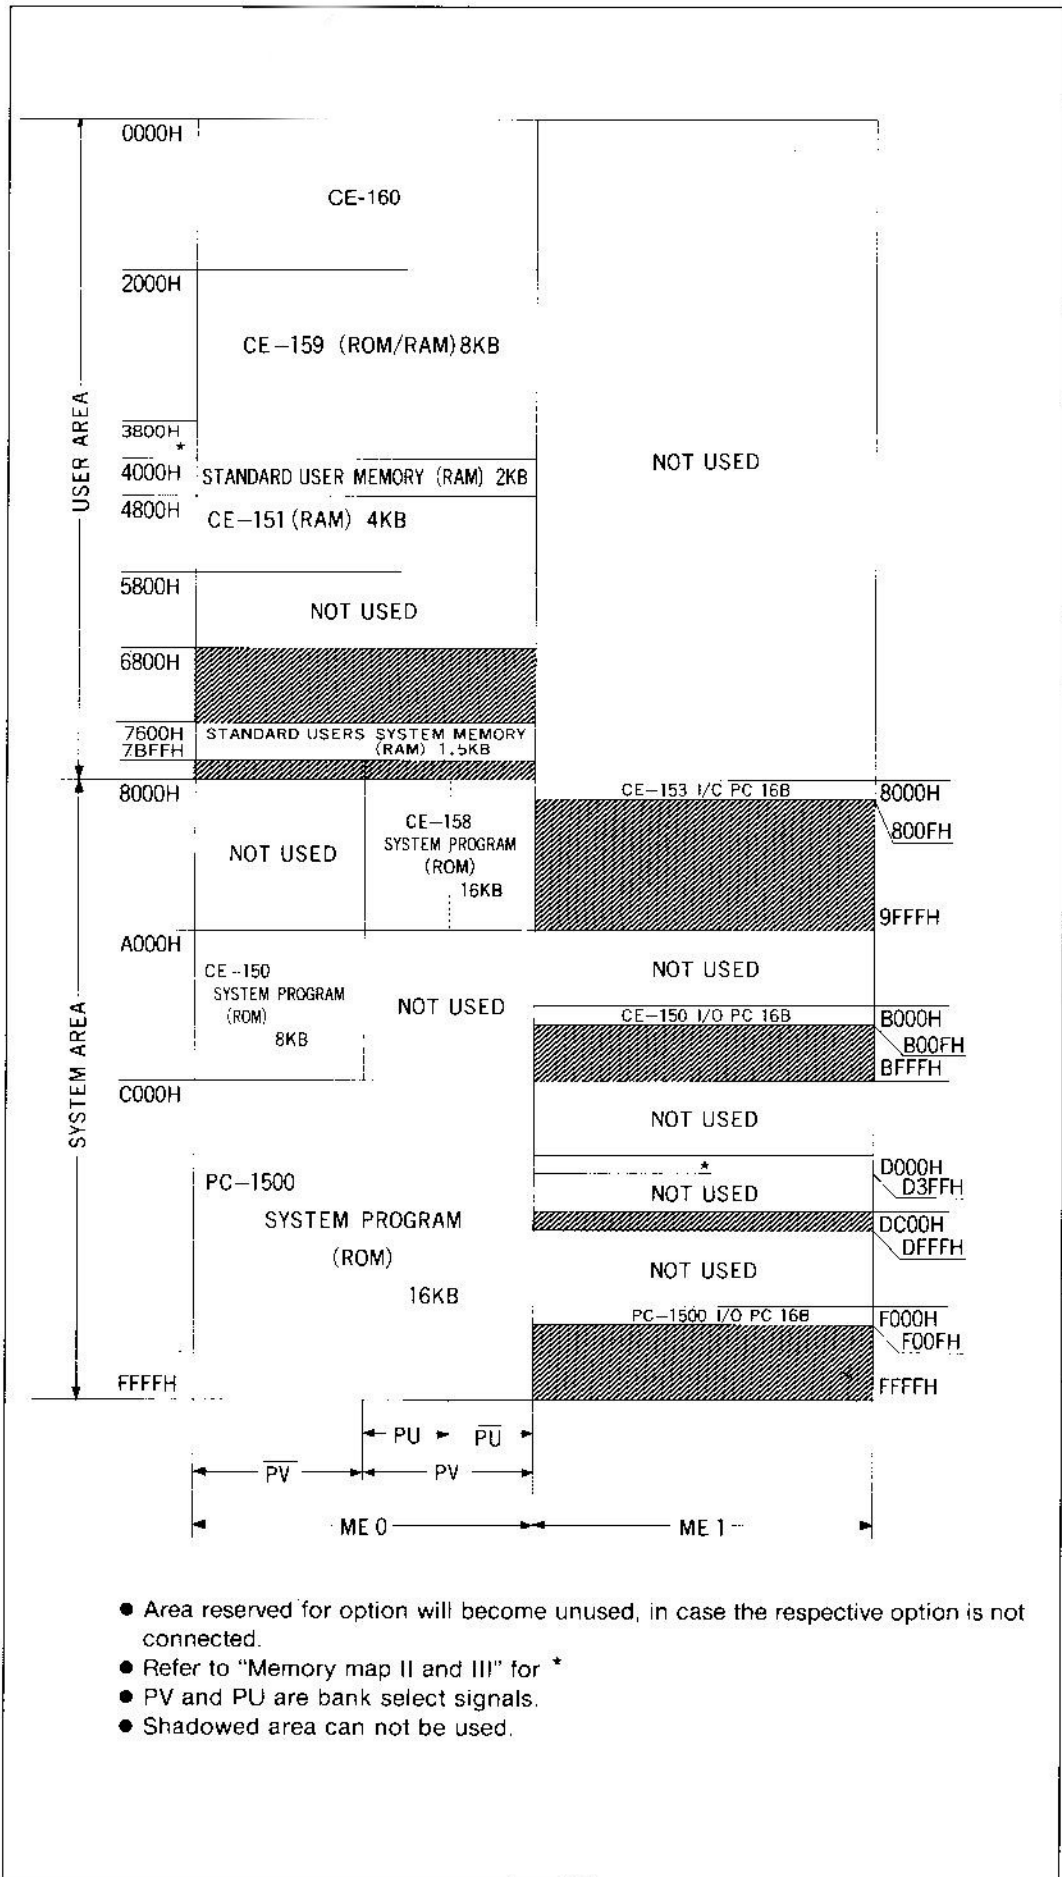 0000H
CE-160
2000H
CE-159 (ROM/RAM) 8KB
3800H
*
4000H
STANDARD USER MEMORY (RAM) 2KB
4800H
CE-151 (RAM) 4KB
5800H
NOT USED
6800H
7600H
7BFFH
STANDARD USERS SYSTEM MEMORY
(RAM) 1.5KB
USER AREA
NOT USED
8000H
NOT USED
CE-158
SYSTEM PROGRAM
(ROM)
16KB
CE-153 I/C PC 16B
8000H
800FH
9FFFH
A000H
CE-150
SYSTEM PROGRAM
(ROM)
8KB
NOT USED
NOT USED
CE-150 I/O PC 16B
B000H
B00FH
BFFFH
C000H
SYSTEM AREA
NOT USED
PC-1500
SYSTEM PROGRAM
(ROM)
16KB
*
D000H
D3FFH
NOT USED
DC00H
DFFFH
NOT USED
PC-1500 I/O PC 16B
F000H
F00FH
FFFFH
FFFFH
PU P̅U̅
P̅V̅ PV
ME 0 ME 1
● Area reserved for option will become unused, in case the respective option is not
connected.
● Refer to "Memory map II and III" for *
● PV and PU are bank select signals.
● Shadowed area can not be used.